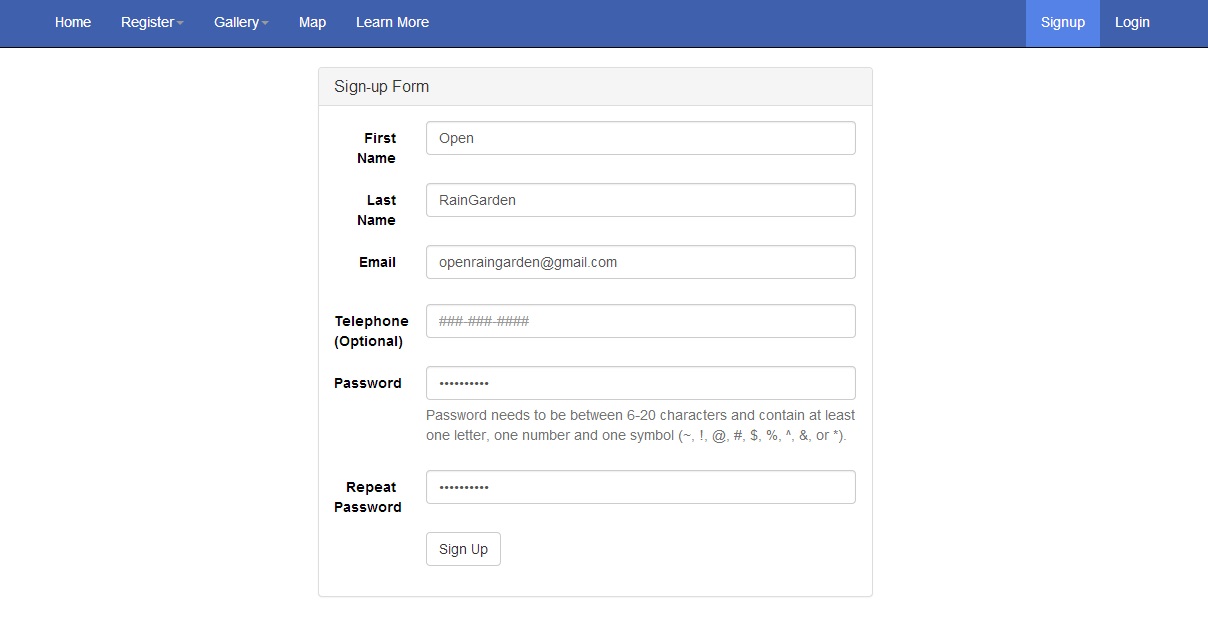 Home Register Gallery Map Learn More Signup Login
Sign-up Form
First
Name
Open
Last
Name
RainGarden
Email
openraingarden@gmail.com
Telephone
(Optional)
###-###-####
Password
••••••••••
Password needs to be between 6-20 characters and contain at least
one letter, one number and one symbol (~, !, @, #, $, %, ^, &, or *).
Repeat
Password
••••••••••
Sign Up